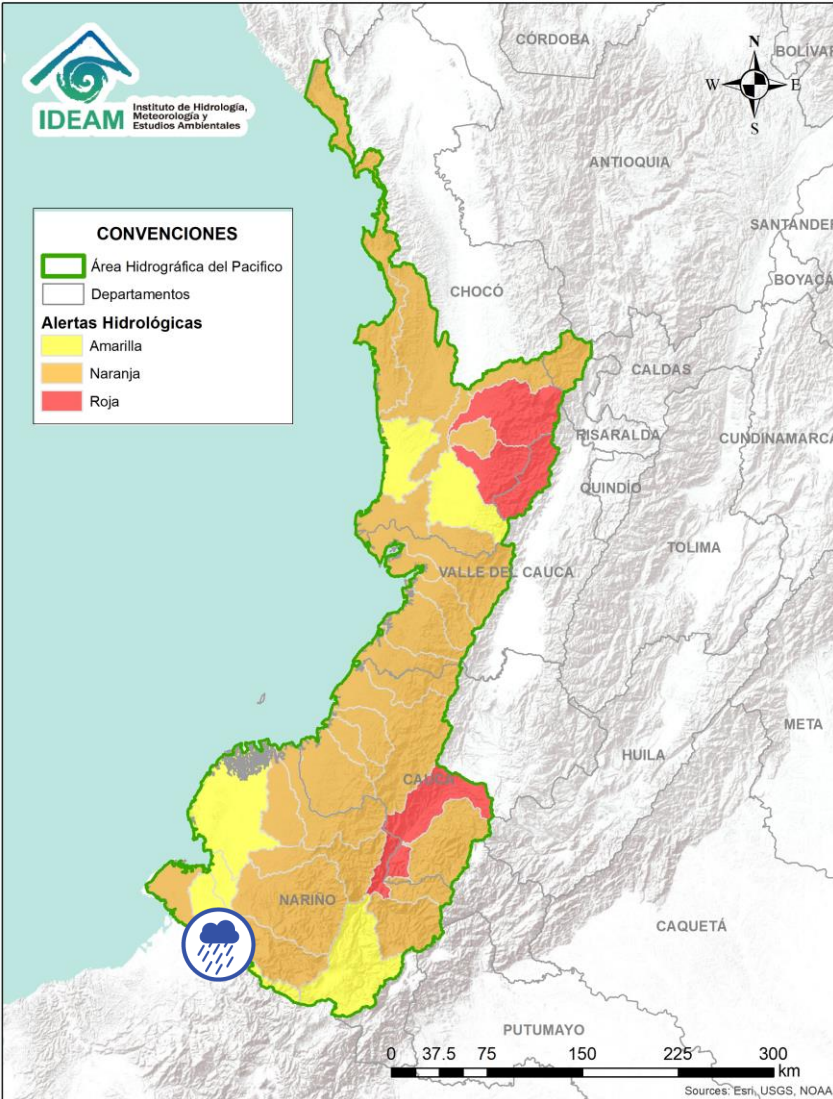 IDEAM
Instituto de Hidrología,
Meteorología y
Estudios Ambientales
N
W E
S
CÓRDOBA
BOLÍVAR
ANTIOQUIA
SANTANDER
BOYACÁ
CONVENCIONES
Área Hidrográfica del Pacifico
Departamentos
Alertas Hidrológicas
Amarilla
Naranja
Roja
CHOCÓ
CALDAS
RISARALDA
CUNDINAMARCA
QUINDÍO
TOLIMA
VALLE DEL CAUCA
META
HUILA
CAUCA
NARIÑO
CAQUETÁ
PUTUMAYO
0 37.5 75 150 225 300
km
Sources: Esri, USGS, NOAA